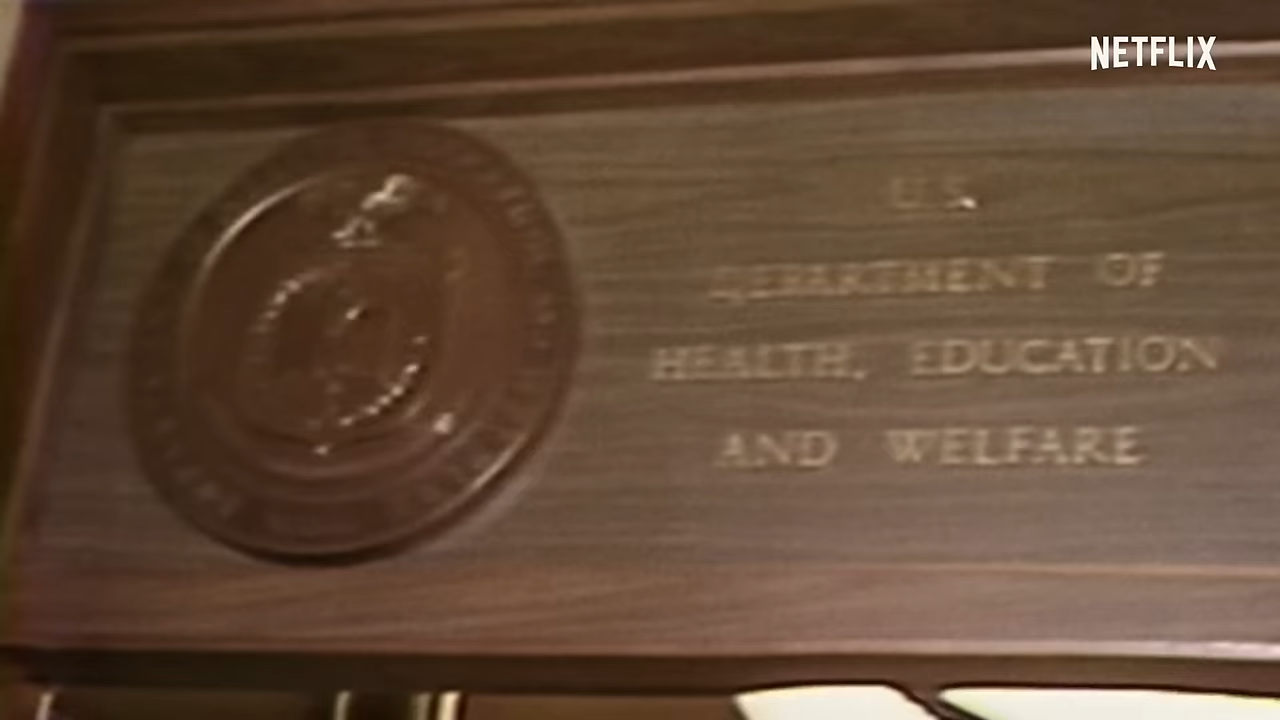 NETFLIX
U.S.
DEPARTMENT OF
HEALTH, EDUCATION
AND WELFARE